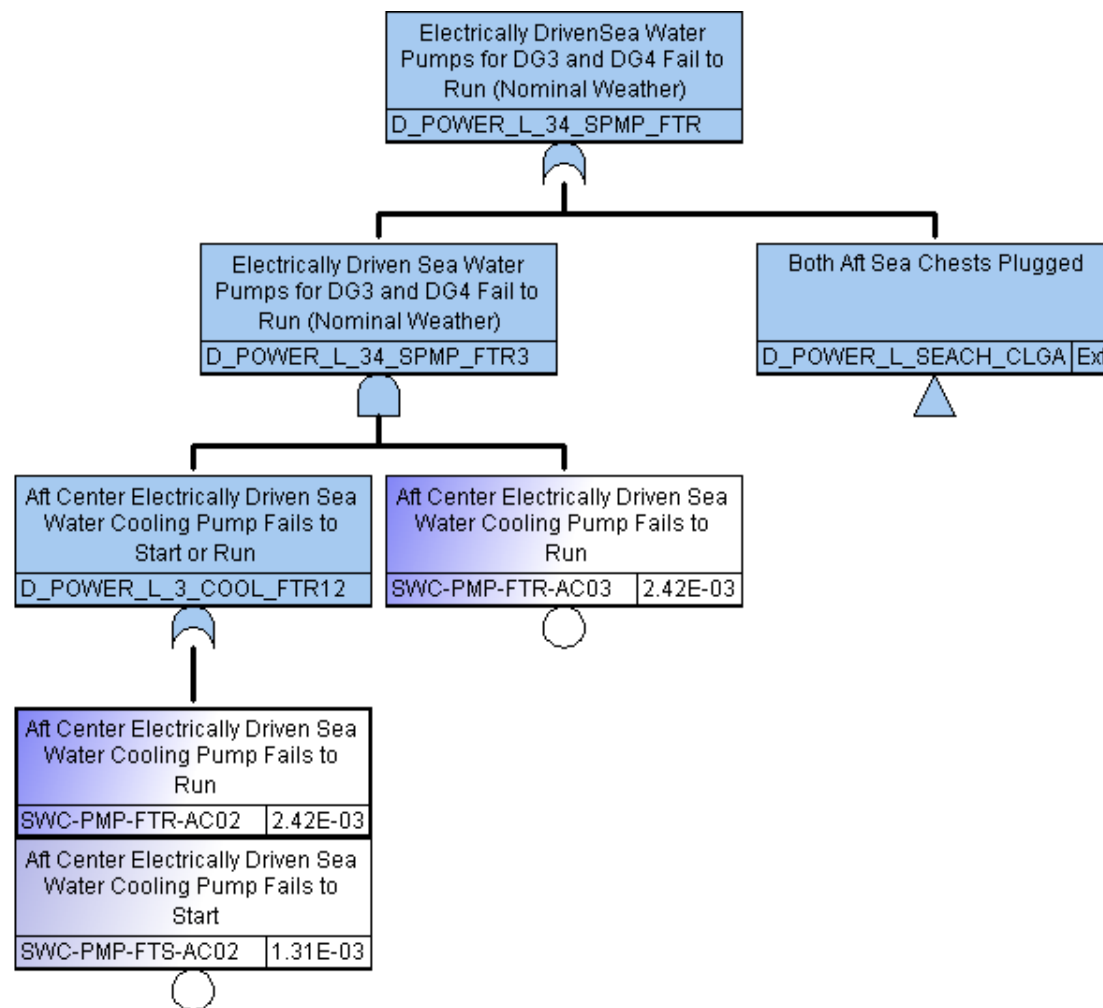 Electrically DrivenSea Water
Pumps for DG3 and DG4 Fail to
Run (Nominal Weather)
D_POWER_L_34_SPMP_FTR
Electrically Driven Sea Water
Pumps for DG3 and DG4 Fail to
Run (Nominal Weather)
D_POWER_L_34_SPMP_FTR3
Both Aft Sea Chests Plugged
D_POWER_L_SEACH_CLGA Ext
Aft Center Electrically Driven Sea
Water Cooling Pump Fails to
Start or Run
D_POWER_L_3_COOL_FTR12
Aft Center Electrically Driven Sea
Water Cooling Pump Fails to
Run
SWC-PMP-FTR-AC03 2.42E-03
Aft Center Electrically Driven Sea
Water Cooling Pump Fails to
Run
SWC-PMP-FTR-AC02 2.42E-03
Aft Center Electrically Driven Sea
Water Cooling Pump Fails to
Start
SWC-PMP-FTS-AC02 1.31E-03